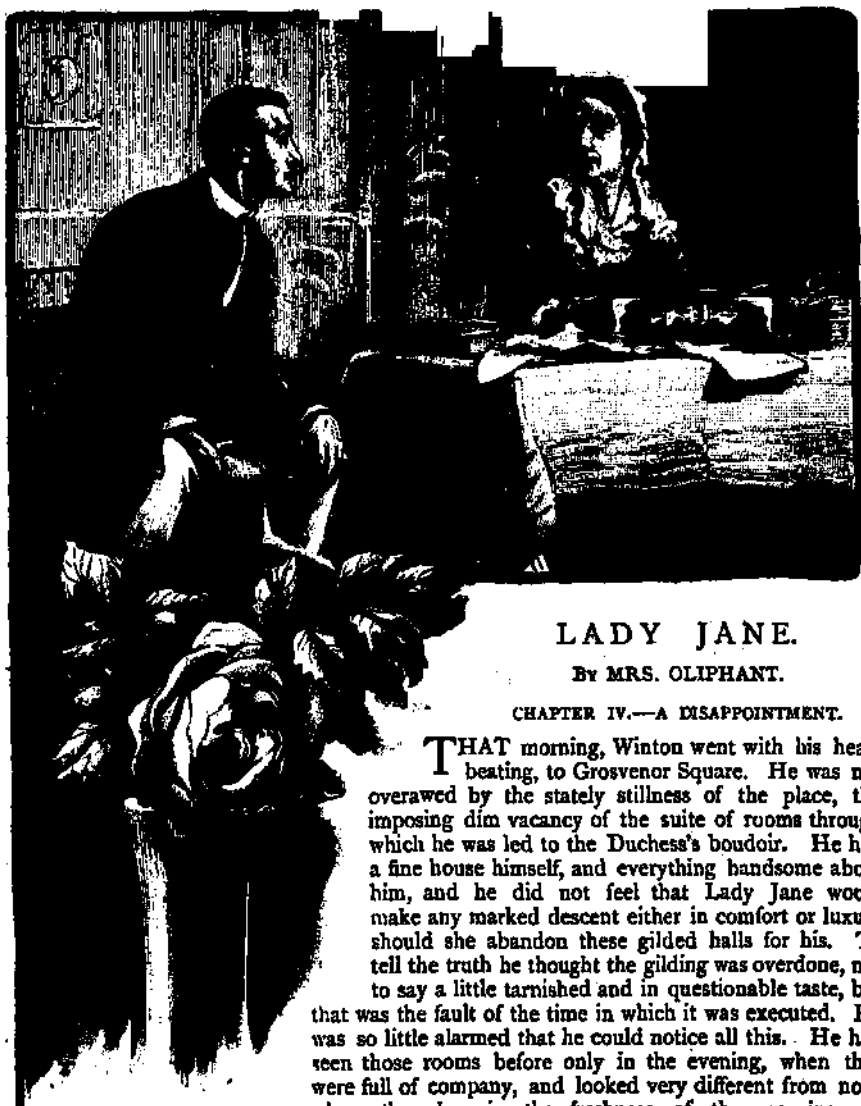 LADY JANE.
BY MRS. OLIPHANT.
CHAPTER IV.—A DISAPPOINTMENT.
THAT morning, Winton went with his
beating, to Grosvenor Square. He was
overawed by the stately stillness of the place,
imposing dim vacancy of the suite of rooms
which he was led to the Duchess's boudoir. He
a fine house himself, and everything handsome
him, and he did not feel that Lady Jane
make any marked descent either in comfort or
should she abandon these gilded halls for his.
tell the truth he thought the gilding was overdone,
to say a little tarnished and in questionable taste,
that was the fault of the time in which it was executed.
was so little alarmed that he could notice all this. He
seen those rooms before only in the evening, when
were full of company, and looked very different from